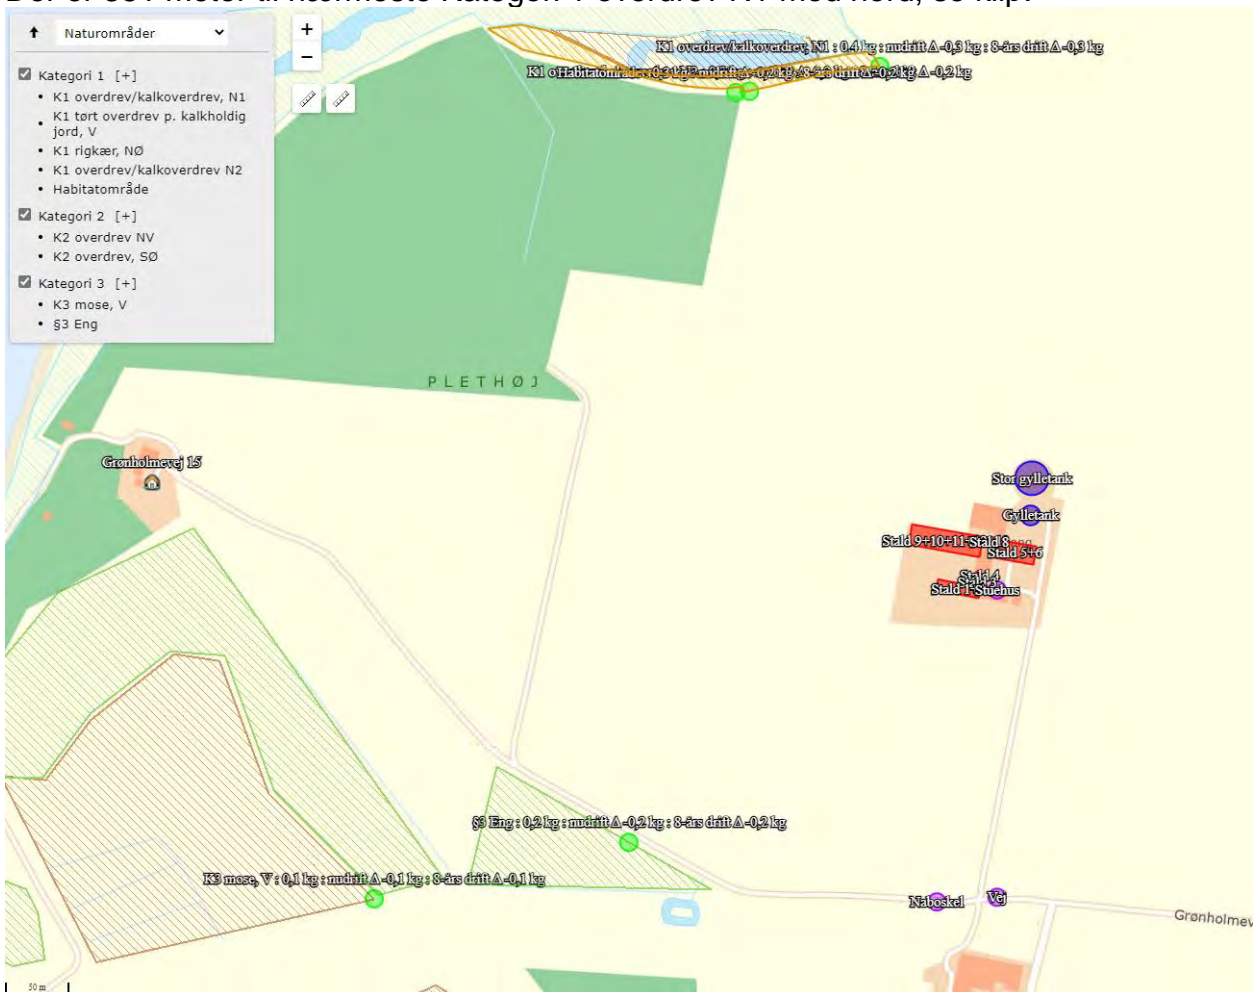 Naturområder
+
−
Kategori 1 [+]
K1 overdrev/kalkoverdrev, N1
K1 tørt overdrev p. kalkholdig
jord, V
K1 rigkær, NØ
K1 overdrev/kalkoverdrev N2
Habitatområde
Kategori 2 [+]
K2 overdrev NV
K2 overdrev, SØ
Kategori 3 [+]
K3 mose, V
§3 Eng
K1 overdrev/kalkoverdrev, N1 : 0,4 kg : nudrift Δ -0,3 kg : 8-års drift Δ -0,3 kg
PLETHØJ
Grønholmevej 15
Stor gylletank
Gylletank
Stald 9+10+11
Stald 8
Stald 5+6
Stald 4
Stald 1
Stuehus
§3 Eng : 0,2 kg : nudrift Δ -0,2 kg : 8-års drift Δ -0,2 kg
K3 mose, V : 0,1 kg : nudrift Δ -0,1 kg : 8-års drift Δ -0,1 kg
Naboskel
Vej
Grønholmev
50 m